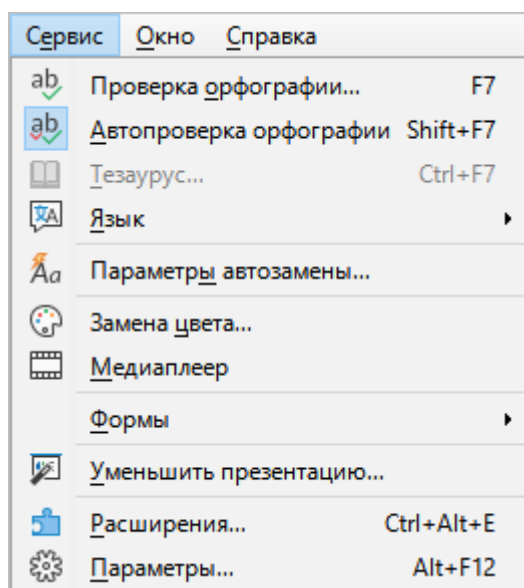 Сервис Окно Справка
Проверка орфографии... F7
Автопроверка орфографии Shift+F7
Тезаурус... Ctrl+F7
Язык
Параметры автозамены...
Замена цвета...
Медиаплеер
Формы
Уменьшить презентацию...
Расширения... Ctrl+Alt+E
Параметры... Alt+F12